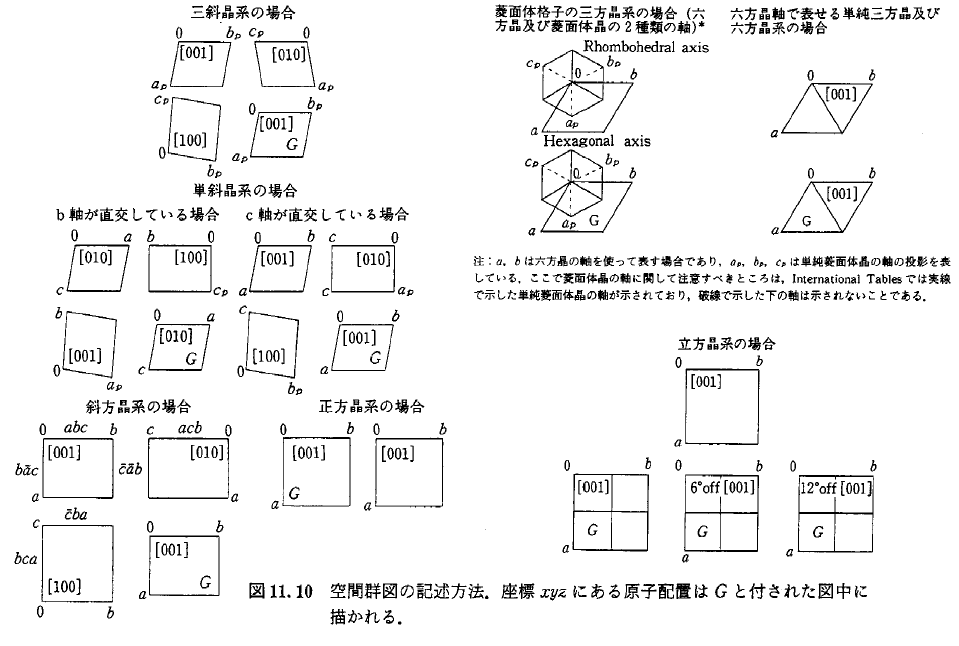 三斜晶系の場合
0 b_p c_p 0
[001] [010]
a_p a_p
c_p 0 b_p
[100] [001] G
0 b_p a_p
単斜晶系の場合
b 軸が直交している場合 c 軸が直交している場合
0 a b 0 0 b c 0
[010] [100] [001] [010]
c c_p a a_p
b 0 a c 0 b
[001] [010] G [100] [001] G
0 a_p c 0 b_p a
斜方晶系の場合
0 abc b c acb 0
[001] [010]
bāc c̄āb
a a
c c̄ba 0 b
bca [001]
[100] G
0 b a
正方晶系の場合
0 b 0 b
[001] [001]
G
a a
菱面体格子の三方晶系の場合 (六
方晶及び菱面体晶の2種類の軸)*
Rhombohedral axis
c_p 0 b_p b
a a_p
Hexagonal axis
c_p 0 b_p b
a a_p G
六方晶軸で表せる単純三方晶及び
六方晶系の場合
0 b
[001]
a
0 b
[001]
a G
注：a, b は六方晶の軸を使って表す場合であり, a_p, b_p, c_p は単純菱面体晶の軸の投影を表
している. ここで菱面体晶の軸に関して注意すべきところは, International Tables では実線
で示した単純菱面体晶の軸が示されており, 破線で示した下の軸は示されないことである.
立方晶系の場合
0 b
[001]
a
0 b 0 b 0 b
[001] 6°off [001] 12°off [001]
G G G
a a a
図 11.10 空間群図の記述方法. 座標 xyz にある原子配置は G と付された図中に
描かれる.